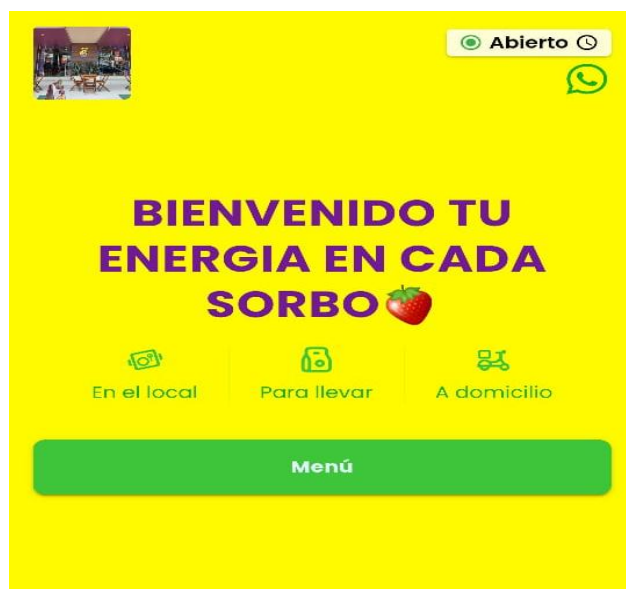 Abierto
BIENVENIDO TU
ENERGIA EN CADA
SORBO🍓
En el local
Para llevar
A domicilio
Menú